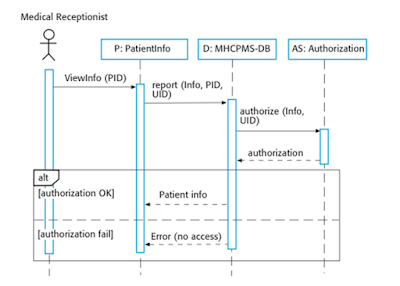 Medical Receptionist
P: PatientInfo
D: MHCPMS-DB
AS: Authorization
ViewInfo (PID)
report (Info, PID,
UID)
authorize (Info,
UID)
authorization
alt
[authorization OK]
Patient info
[authorization fail]
Error (no access)